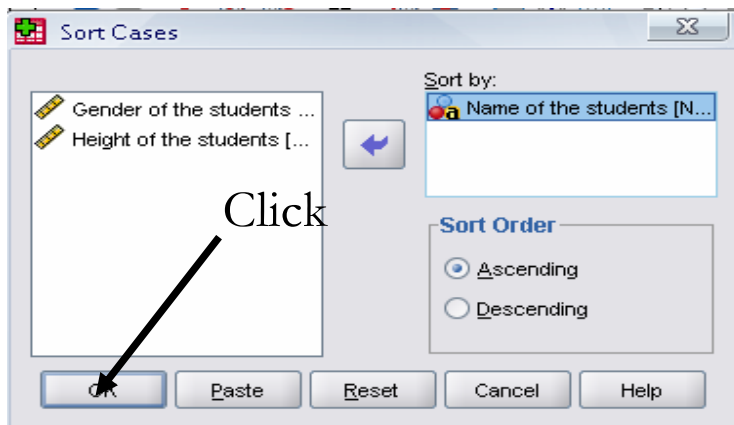 Sort Cases
Sort by:
Gender of the students ...
Height of the students [...
Name of the students [N...
Click
Sort Order
Ascending
Descending
OK
Paste
Reset
Cancel
Help